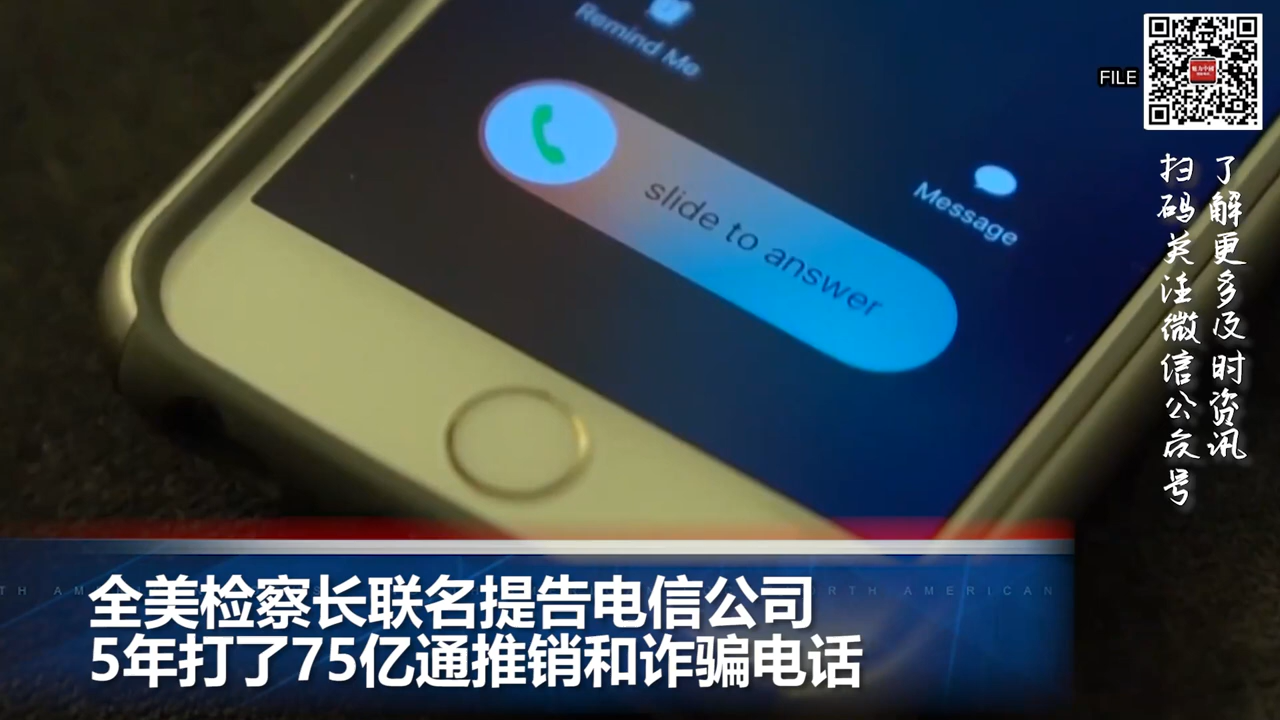 Remind Me
FILE
slide to answer
Message
了解更多及时资讯
扫码关注微信公众号
全美检察长联名提告电信公司
NORTH AMERICAN
5年打了75亿通推销和诈骗电话